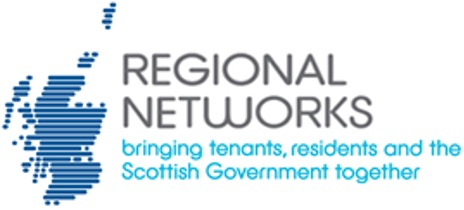 REGIONAL
NETWORKS
bringing tenants, residents and the
Scottish Government together